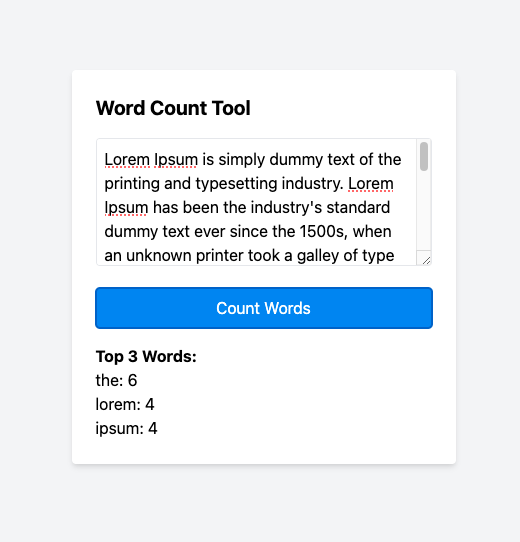 Word Count Tool
Lorem Ipsum is simply dummy text of the
printing and typesetting industry. Lorem
Ipsum has been the industry's standard
dummy text ever since the 1500s, when
an unknown printer took a galley of type
Count Words
Top 3 Words:
the: 6
lorem: 4
ipsum: 4